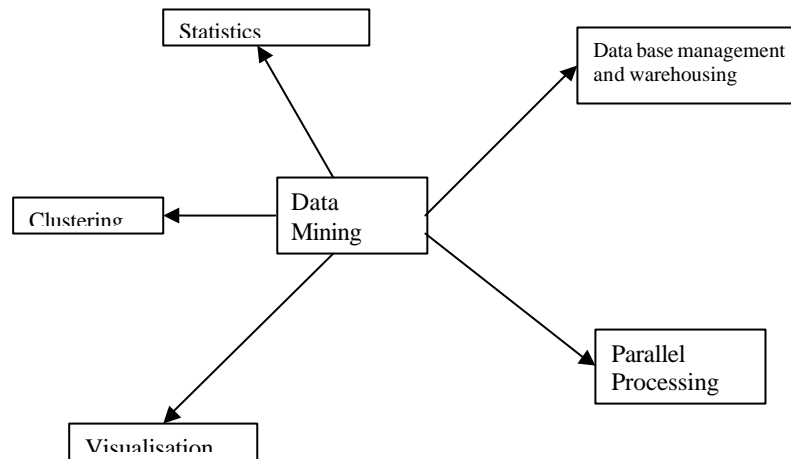 Statistics
Data base management
and warehousing
Data
Mining
Clustering
Parallel
Processing
Visualisation